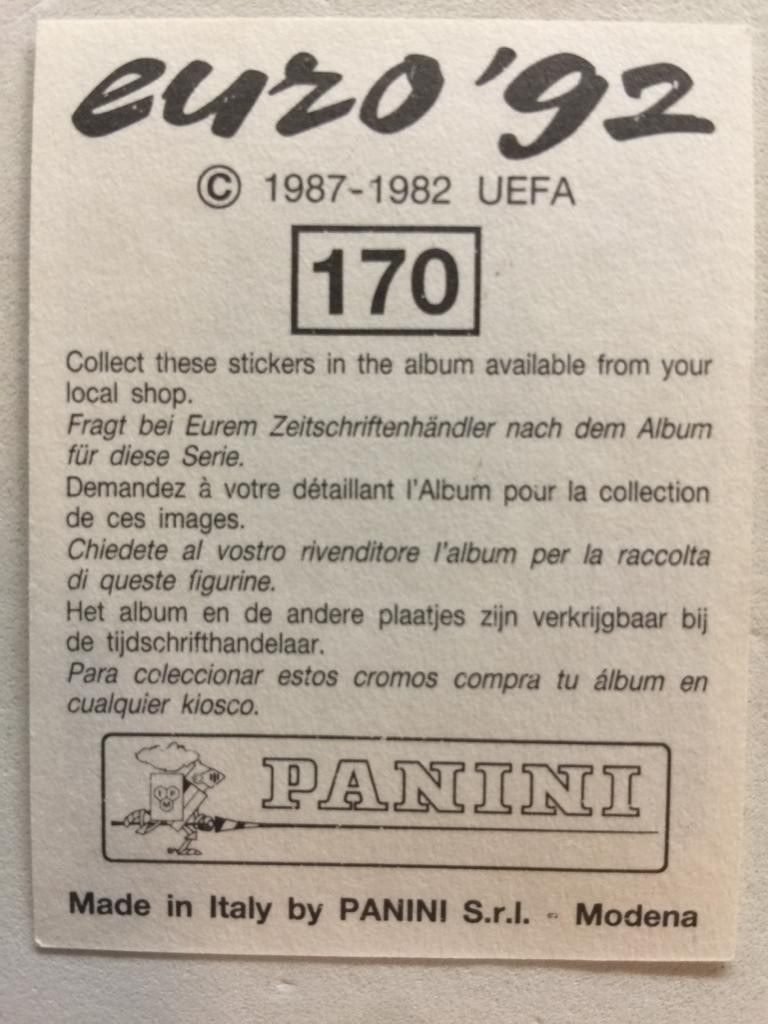 euro '92
© 1987-1982 UEFA
170
Collect these stickers in the album available from your
local shop.
Fragt bei Eurem Zeitschriftenhändler nach dem Album
für diese Serie.
Demandez à votre détaillant l'Album pour la collection
de ces images.
Chiedete al vostro rivenditore l'album per la raccolta
di queste figurine.
Het album en de andere plaatjes zijn verkrijgbaar bij
de tijdschrifthandelaar.
Para coleccionar estos cromos compra tu álbum en
cualquier kiosco.
PANINI
Made in Italy by PANINI S.r.l. - Modena